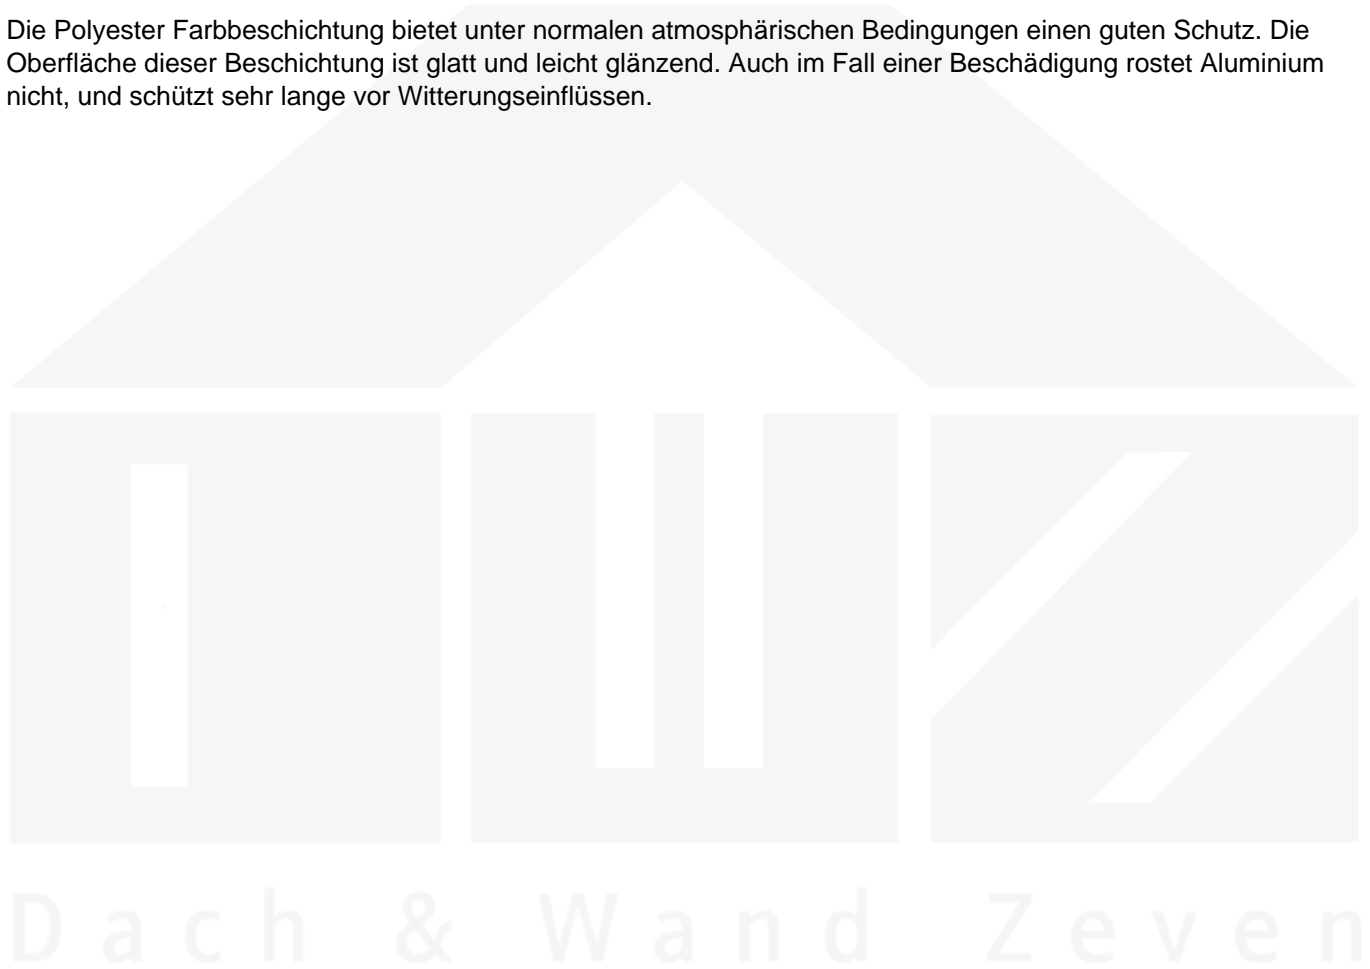 Die Polyester Farbbeschichtung bietet unter normalen atmosphärischen Bedingungen einen guten Schutz. Die
Oberfläche dieser Beschichtung ist glatt und leicht glänzend. Auch im Fall einer Beschädigung rostet Aluminium
nicht, und schützt sehr lange vor Witterungseinflüssen.
Dach & Wand Zeven